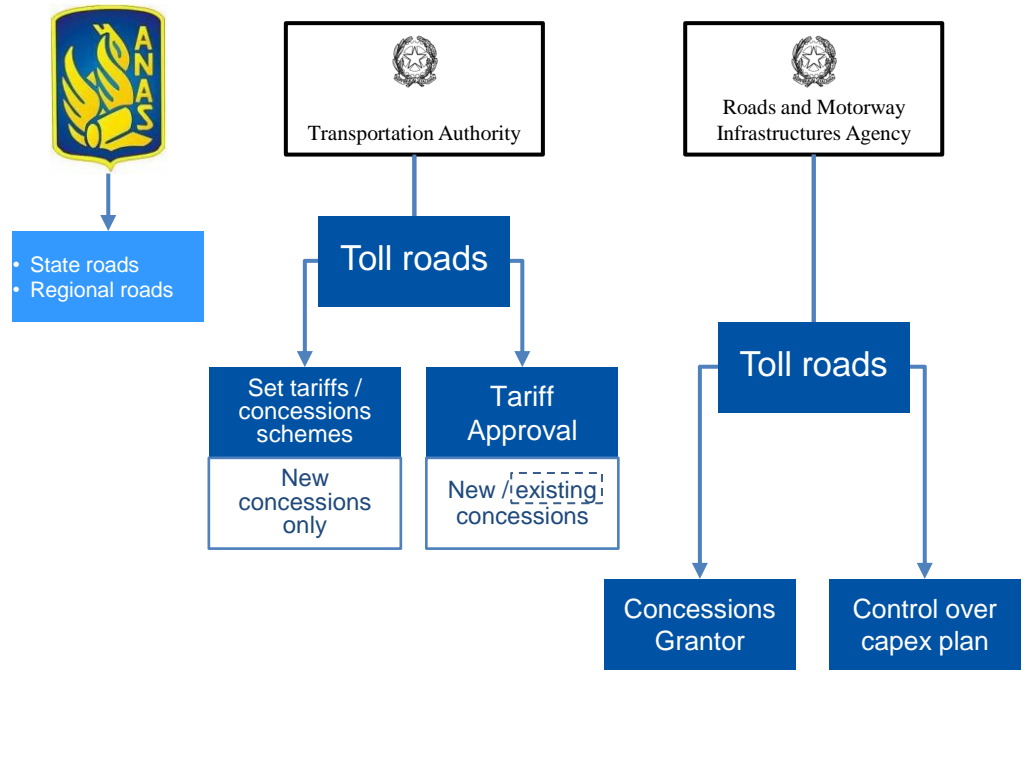 ANAS
Transportation Authority
Roads and Motorway
Infrastructures Agency
• State roads
• Regional roads
Toll roads
Set tariffs /
concessions
schemes
New
concessions
only
Tariff
Approval
New / existing
concessions
Toll roads
Concessions
Grantor
Control over
capex plan